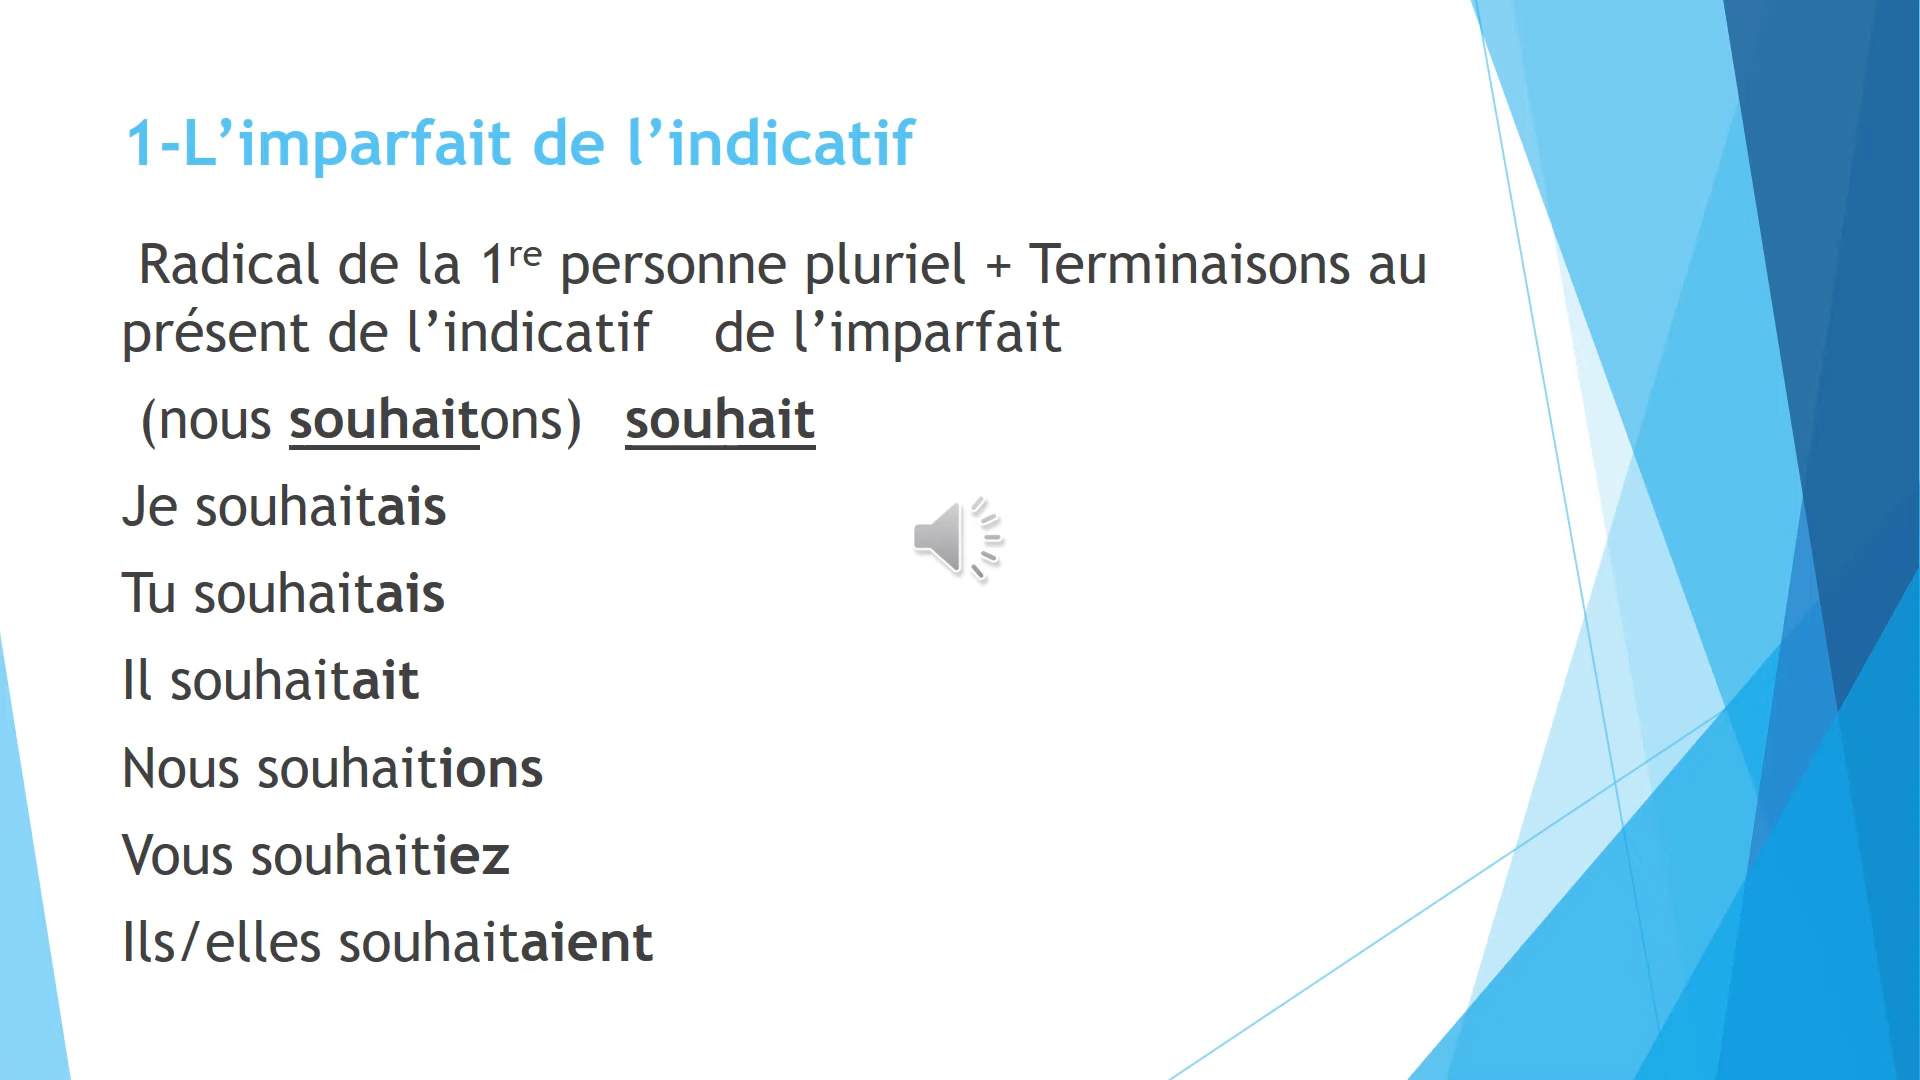 1-L’imparfait de l’indicatif
Radical de la 1re personne pluriel + Terminaisons au
présent de l’indicatif de l’imparfait
(nous souhaitons) souhait
Je souhaitais
Tu souhaitais
Il souhaitait
Nous souhaitions
Vous souhaitiez
Ils/elles souhaitaient